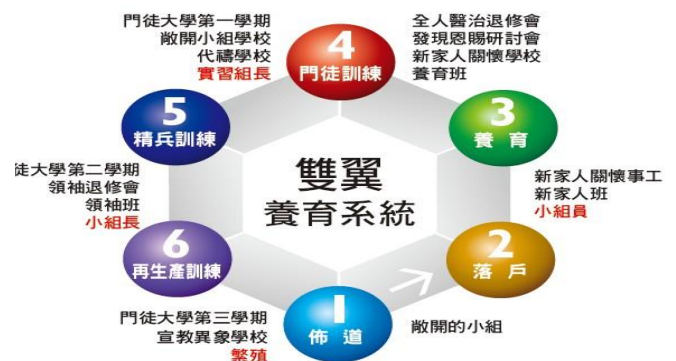 雙翼
養育系統
1
佈道
敞開的小組
2
落戶
新家人關懷事工
新家人班
小組員
3
養育
全人醫治退修會
發現恩賜研討會
新家人關懷學校
養育班
4
門徒訓練
門徒大學第一學期
敞開小組學校
代禱學校
實習組長
5
精兵訓練
徒大學第二學期
領袖退修會
領袖班
小組長
6
再生產訓練
門徒大學第三學期
宣教異象學校
繁殖